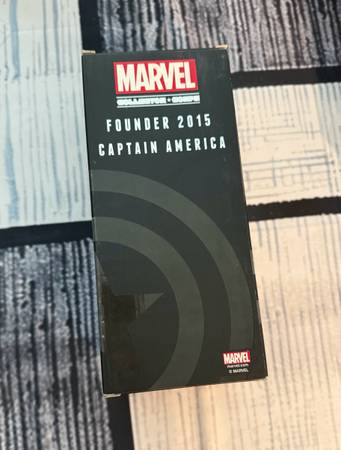 MARVEL
COLLECTOR CORPS
FOUNDER 2015
CAPTAIN AMERICA
MARVEL
marvel.com
© MARVEL